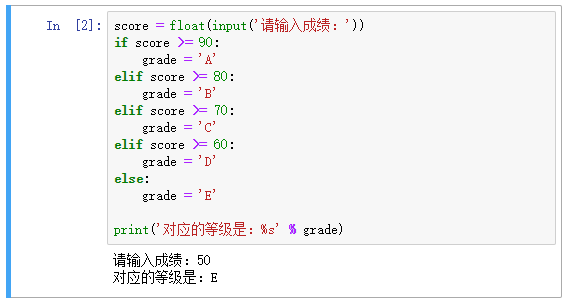 In [2]: score = float(input('请输入成绩：'))
if score >= 90:
    grade = 'A'
elif score >= 80:
    grade = 'B'
elif score >= 70:
    grade = 'C'
elif score >= 60:
    grade = 'D'
else:
    grade = 'E'
print('对应的等级是：%s' % grade)
请输入成绩：50
对应的等级是：E